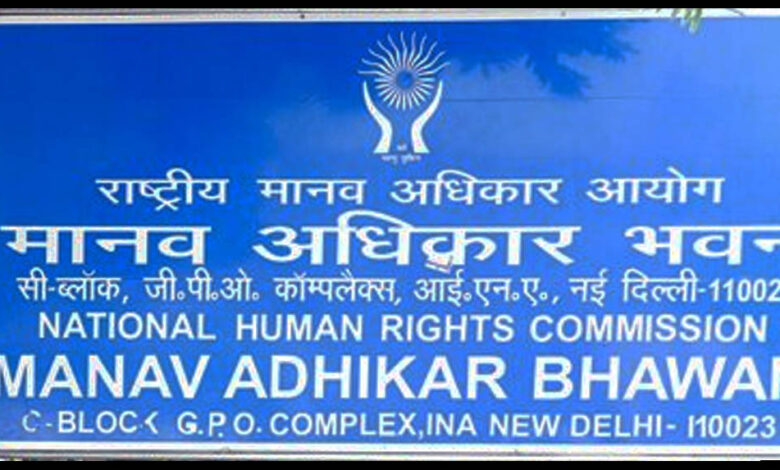 राष्ट्रीय मानव अधिकार आयोग
मानव अधिकार भवन
सी-ब्लॉक, जी॰पी॰ओ॰ कॉम्पलैक्स, आई॰एन॰ए॰, नई दिल्ली-11002
NATIONAL HUMAN RIGHTS COMMISSION
MANAV ADHIKAR BHAWA
C-BLOCK G.P.O. COMPLEX,INA NEW DELHI- 110023